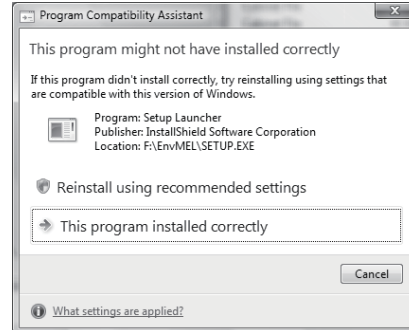 Program Compatibility Assistant
This program might not have installed correctly
If this program didn't install correctly, try reinstalling using settings that
are compatible with this version of Windows.
Program: Setup Launcher
Publisher: InstallShield Software Corporation
Location: F:\EnvMEL\SETUP.EXE
Reinstall using recommended settings
This program installed correctly
Cancel
What settings are applied?